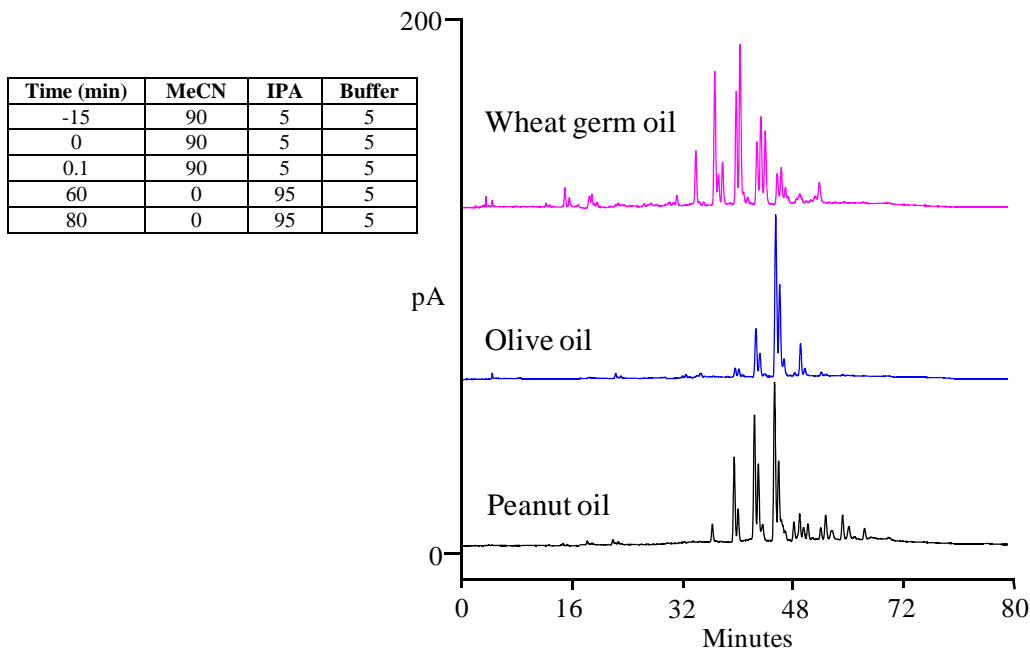 200
Time (min) MeCN IPA Buffer
-15 90 5 5
0 90 5 5
0.1 90 5 5
60 0 95 5
80 0 95 5
Wheat germ oil
pA
Olive oil
Peanut oil
0
0 16 32 48 72 80
Minutes